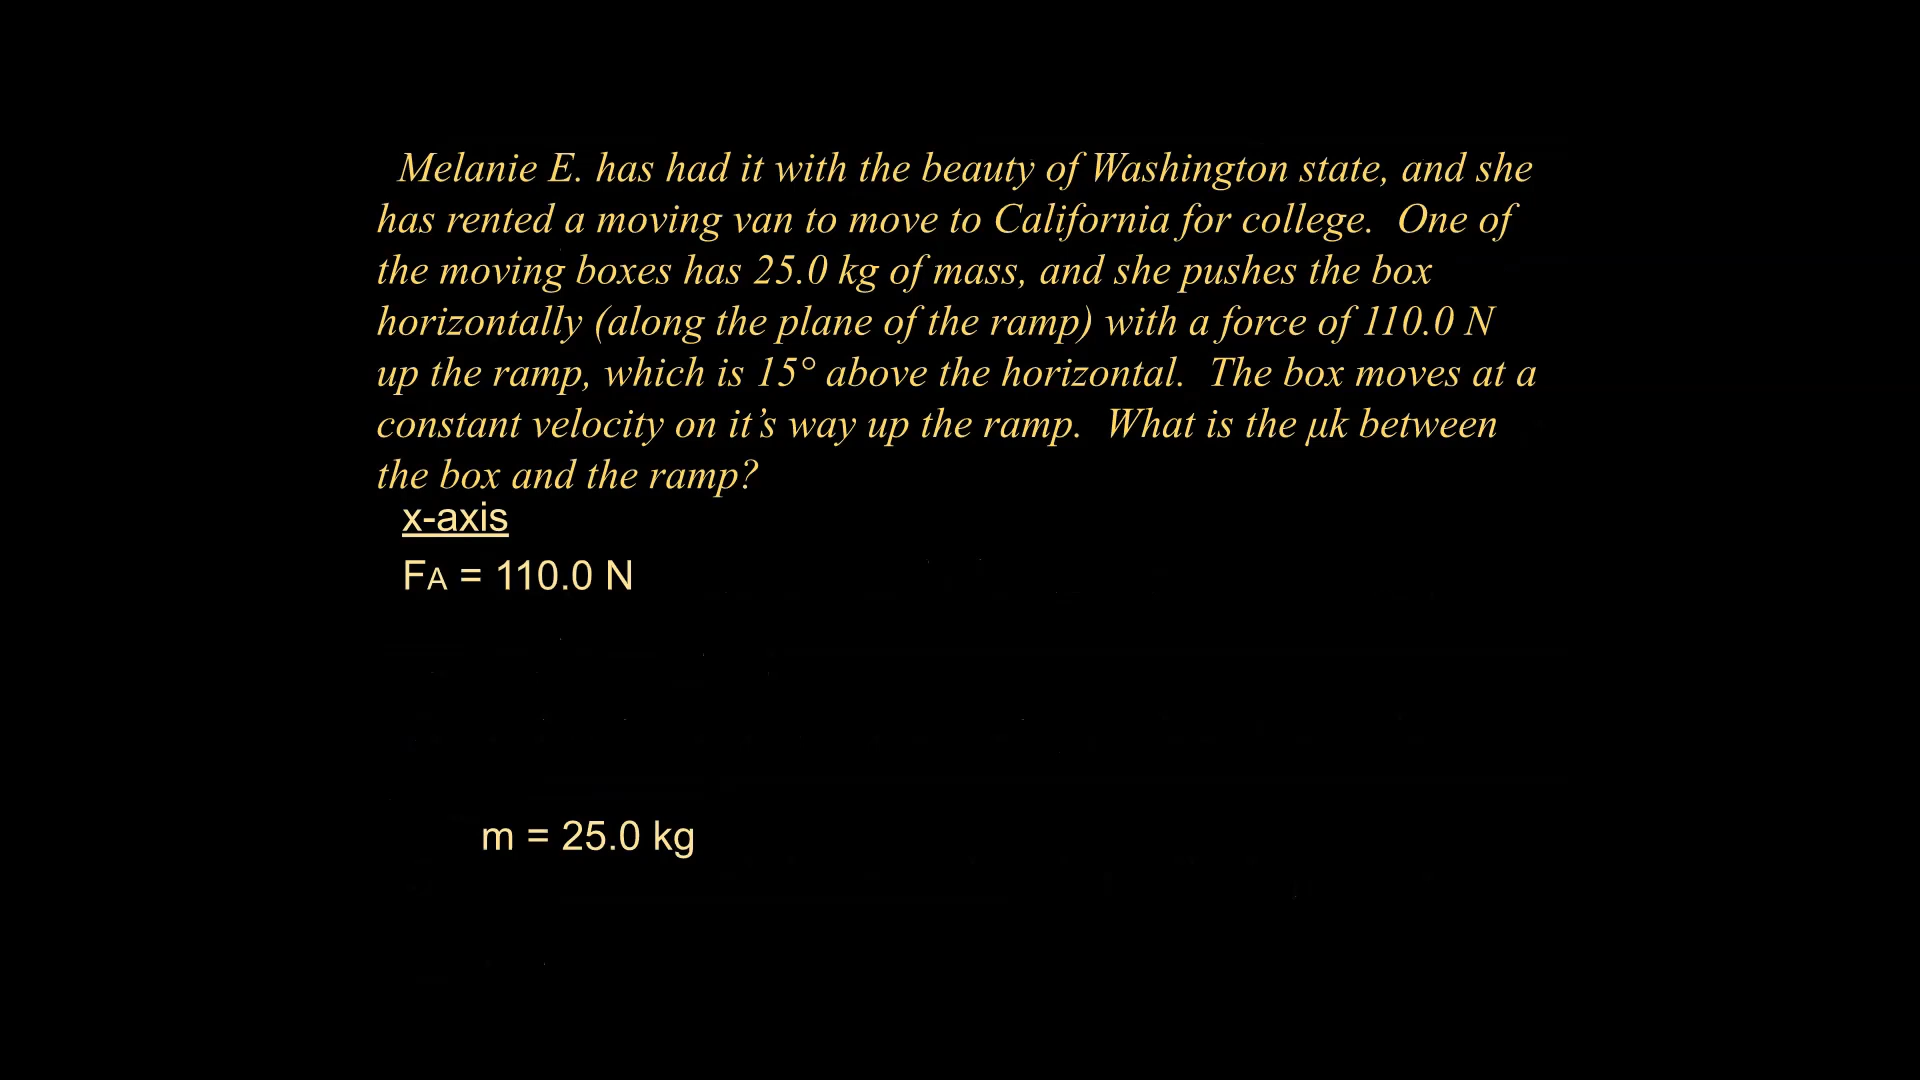 Melanie E. has had it with the beauty of Washington state, and she
has rented a moving van to move to California for college. One of
the moving boxes has 25.0 kg of mass, and she pushes the box
horizontally (along the plane of the ramp) with a force of 110.0 N
up the ramp, which is 15° above the horizontal. The box moves at a
constant velocity on it’s way up the ramp. What is the μk between
the box and the ramp?
x-axis
FA = 110.0 N
m = 25.0 kg